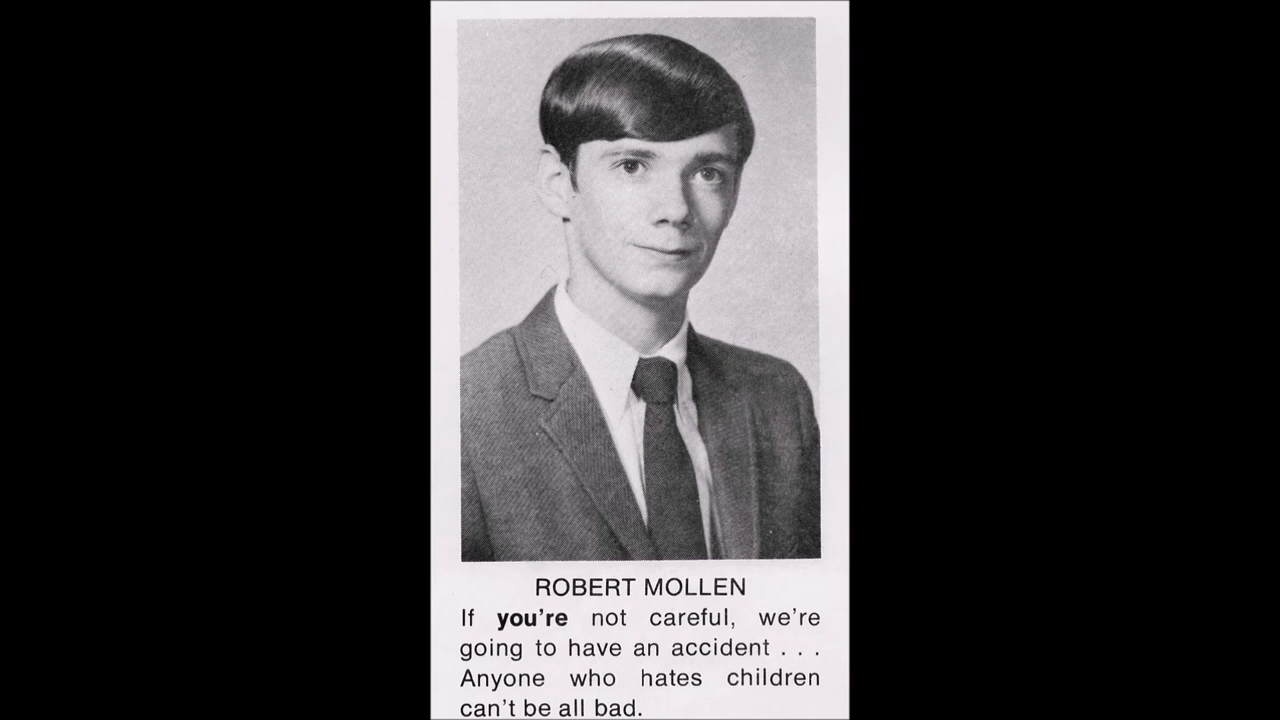 ROBERT MOLLEN
If you're not careful, we're
going to have an accident . . .
Anyone who hates children
can't be all bad.